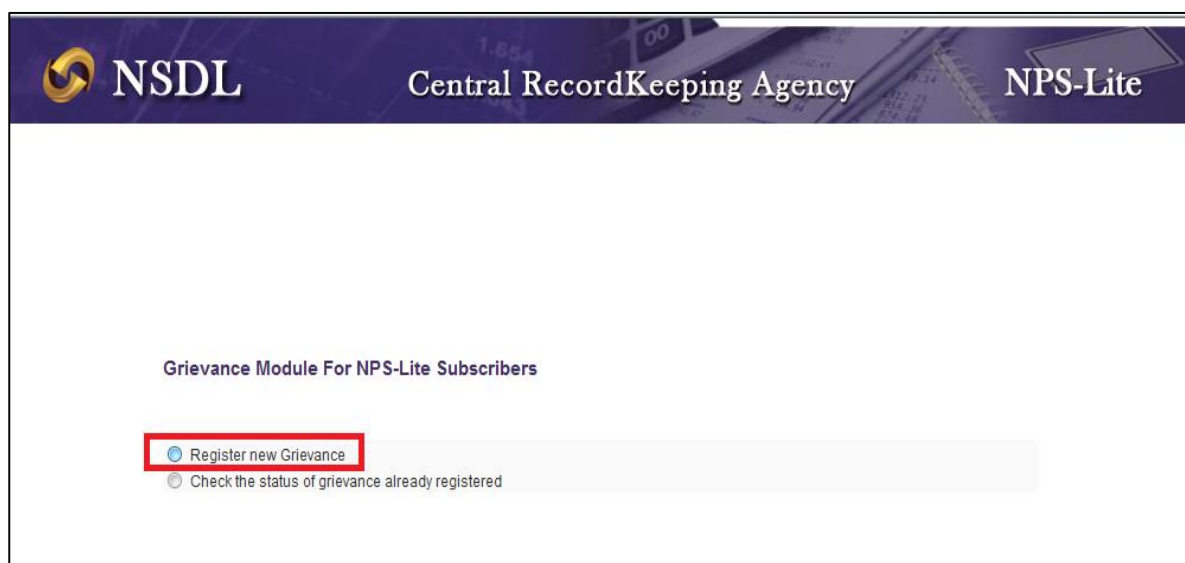 NSDL Central RecordKeeping Agency NPS-Lite
Grievance Module For NPS-Lite Subscribers
Register new Grievance
Check the status of grievance already registered